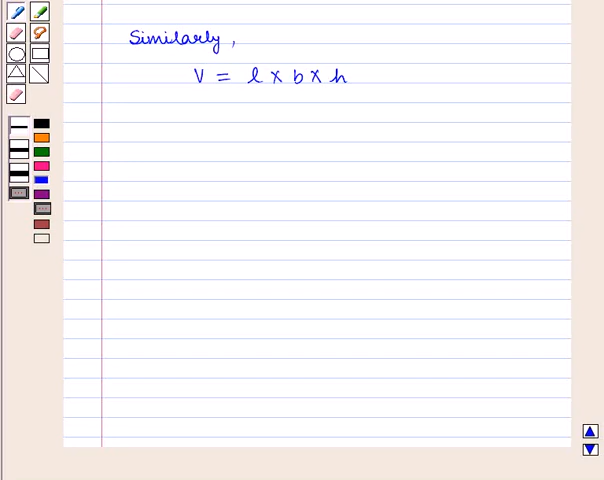 Similarly,
V = l × b × h